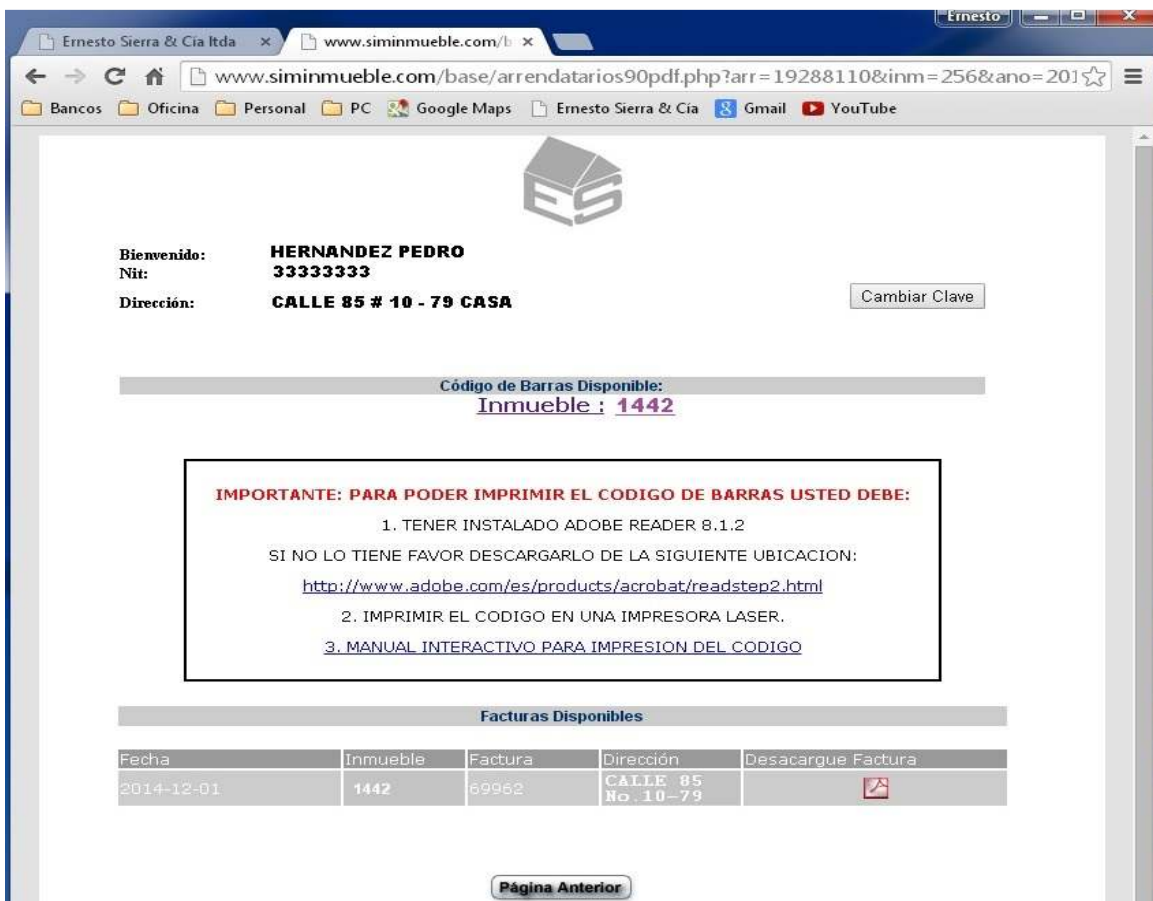 Ernesto
Ernesto Sierra & Cía ltda
www.siminmueble.com/b
www.siminmueble.com/base/arrendatarios90pdf.php?arr=19288110&inm=256&ano=201
Bancos Oficina Personal PC Google Maps Ernesto Sierra & Cía Gmail YouTube
ES
Bienvenido: HERNANDEZ PEDRO
Nit: 33333333
Dirección: CALLE 85 # 10 - 79 CASA
Cambiar Clave
Código de Barras Disponible:
Inmueble : 1442
IMPORTANTE: PARA PODER IMPRIMIR EL CODIGO DE BARRAS USTED DEBE:
1. TENER INSTALADO ADOBE READER 8.1.2
SI NO LO TIENE FAVOR DESCARGARLO DE LA SIGUIENTE UBICACION:
http://www.adobe.com/es/products/acrobat/readstep2.html
2. IMPRIMIR EL CODIGO EN UNA IMPRESORA LASER.
3. MANUAL INTERACTIVO PARA IMPRESION DEL CODIGO
Facturas Disponibles
Fecha Inmueble Factura Dirección Desacargue Factura
2014-12-01 1442 69962 CALLE 85
No.10-79
Página Anterior